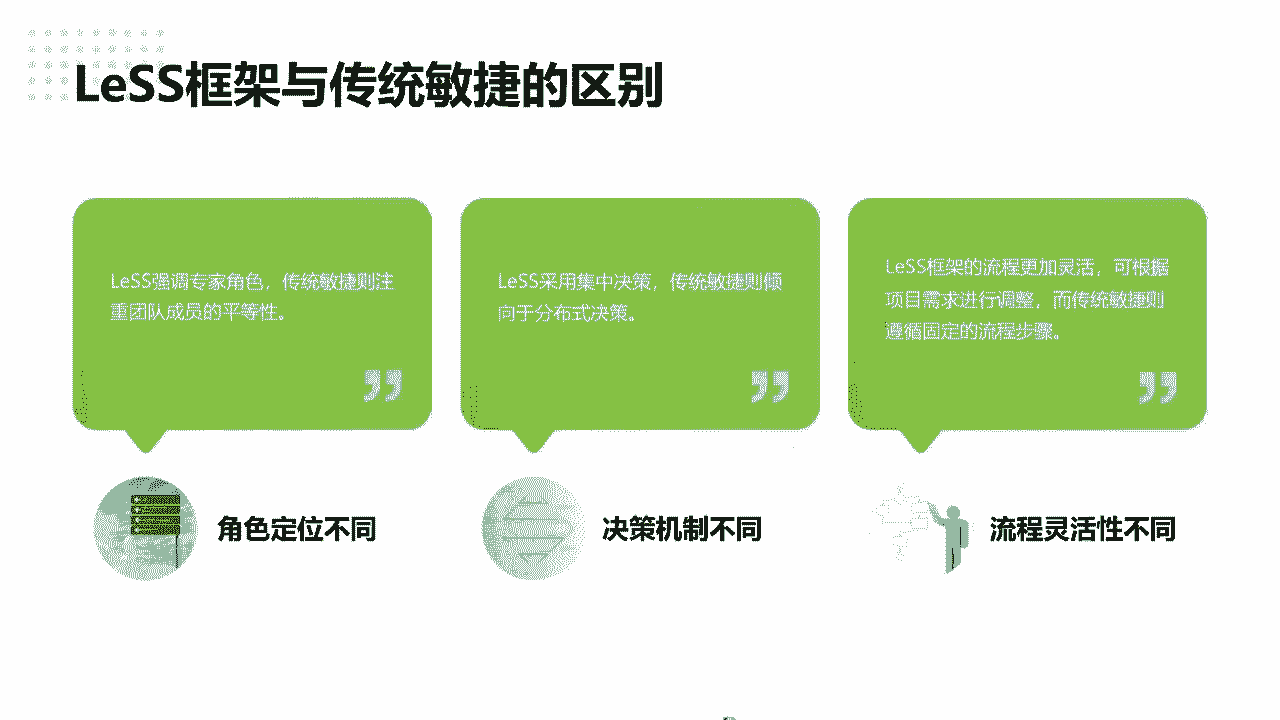 LeSS框架与传统敏捷的区别
LeSS强调专家角色，传统敏捷则注
重团队成员的平等性。
LeSS采用集中决策，传统敏捷则倾
向于分布式决策。
LeSS框架的流程更加灵活，可根据
项目需求进行调整，而传统敏捷则
遵循固定的流程步骤。
角色定位不同
决策机制不同
流程灵活性不同